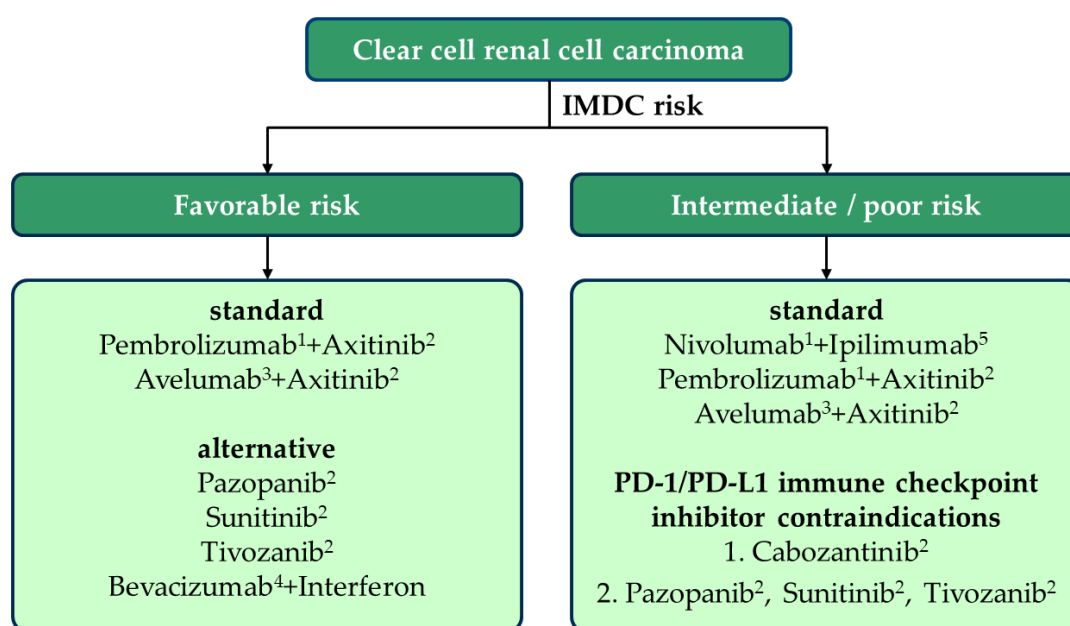 Clear cell renal cell carcinoma
IMDC risk
Favorable risk
standard
Pembrolizumab¹+Axitinib²
Avelumab³+Axitinib²
alternative
Pazopanib²
Sunitinib²
Tivozanib²
Bevacizumab⁴+Interferon
Intermediate / poor risk
standard
Nivolumab¹+Ipilimumab⁵
Pembrolizumab¹+Axitinib²
Avelumab³+Axitinib²
PD-1/PD-L1 immune checkpoint
inhibitor contraindications
1. Cabozantinib²
2. Pazopanib², Sunitinib², Tivozanib²